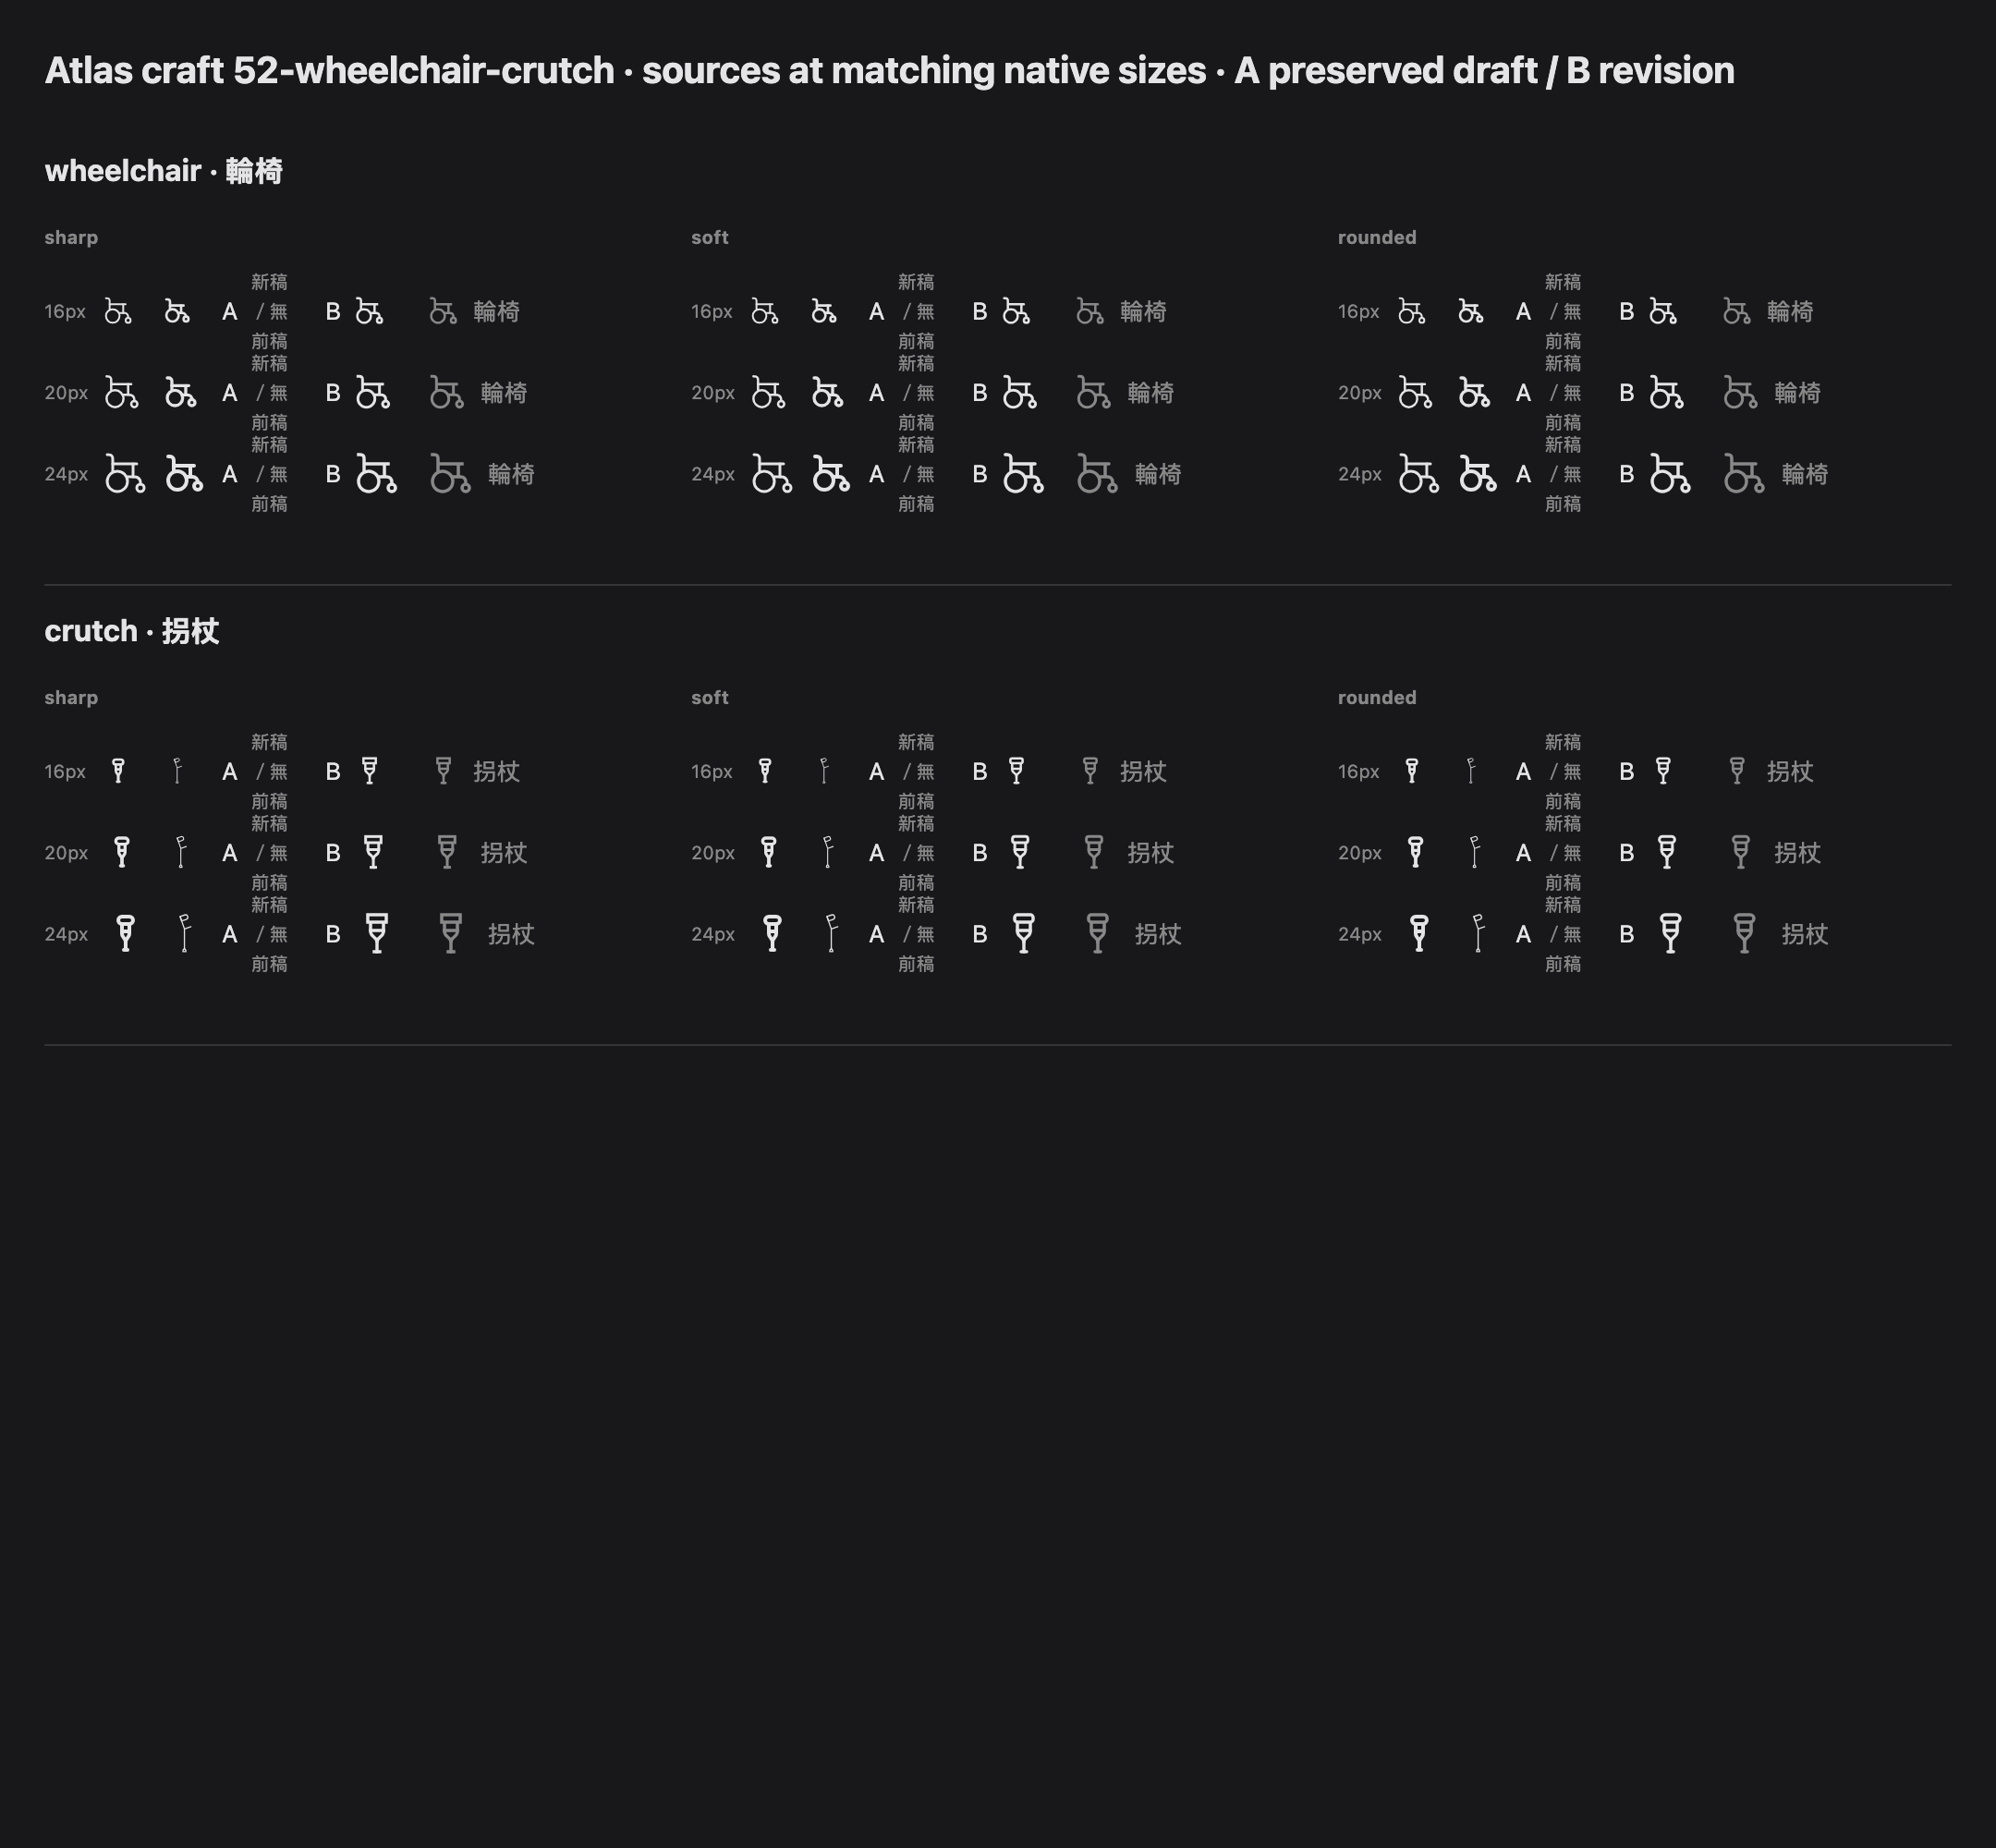 Atlas craft 52-wheelchair-crutch · sources at matching native sizes · A preserved draft / B revision
wheelchair · 輪椅
sharp
16px A 新稿 / 無前稿 B 輪椅
20px A 新稿 / 無前稿 B 輪椅
24px A 新稿 / 無前稿 B 輪椅
soft
16px A 新稿 / 無前稿 B 輪椅
20px A 新稿 / 無前稿 B 輪椅
24px A 新稿 / 無前稿 B 輪椅
rounded
16px A 新稿 / 無前稿 B 輪椅
20px A 新稿 / 無前稿 B 輪椅
24px A 新稿 / 無前稿 B 輪椅
crutch · 拐杖
sharp
16px A 新稿 / 無前稿 B 拐杖
20px A 新稿 / 無前稿 B 拐杖
24px A 新稿 / 無前稿 B 拐杖
soft
16px A 新稿 / 無前稿 B 拐杖
20px A 新稿 / 無前稿 B 拐杖
24px A 新稿 / 無前稿 B 拐杖
rounded
16px A 新稿 / 無前稿 B 拐杖
20px A 新稿 / 無前稿 B 拐杖
24px A 新稿 / 無前稿 B 拐杖